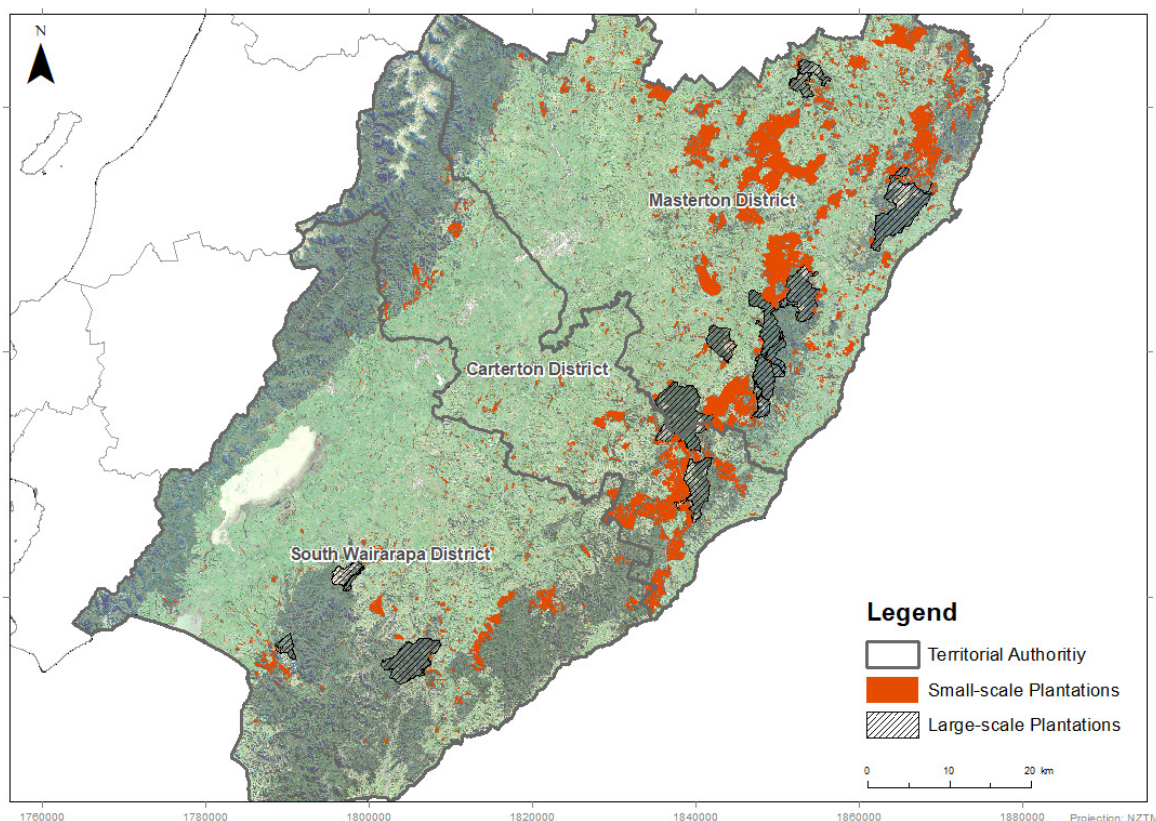 N
Masterton District
Carterton District
South Wairarapa District
Legend
Territorial Authoritiy
Small-scale Plantations
Large-scale Plantations
0 10 20 km
1760000 1780000 1800000 1820000 1840000 1860000 1880000 Projection: NZTM